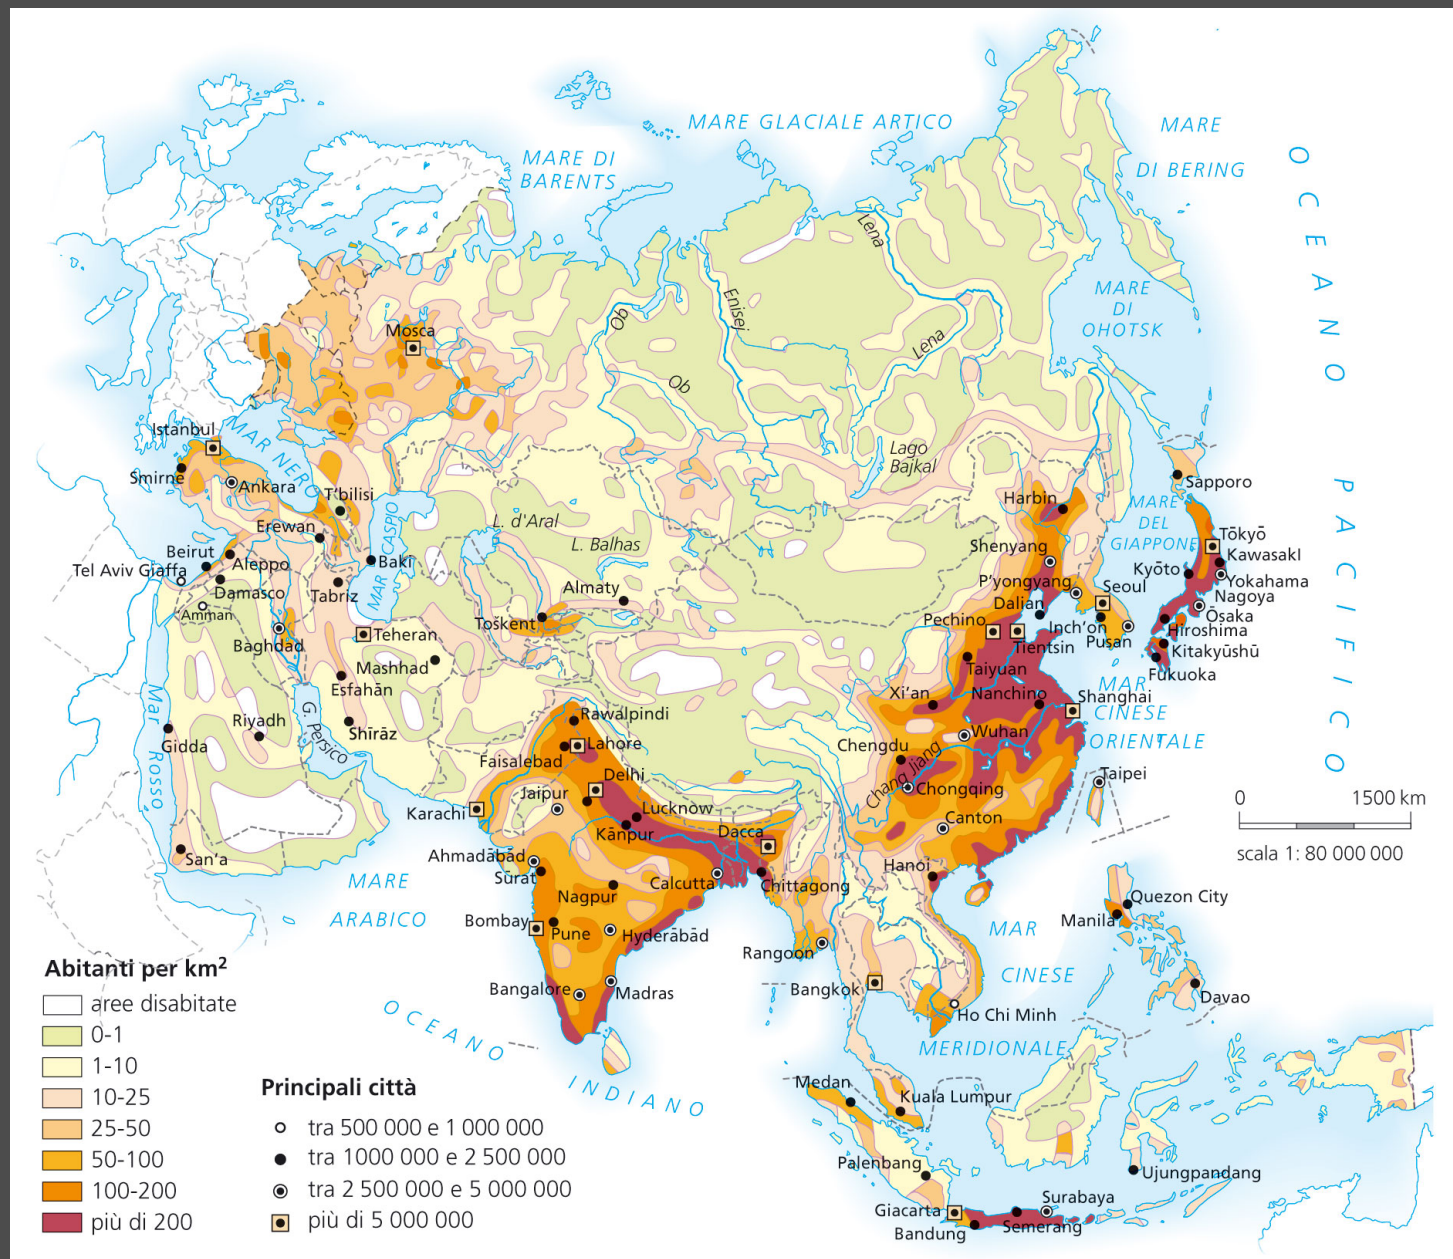 MARE GLACIALE ARTICO
MARE DI
BARENTS
MARE
DI BERING
OCEANO PACIFICO
Lena
Enisej
Ob
MARE
DI
OHOTSK
Lena
Ob
Mosca
Lago
Bajkal
Istanbul
MAR NERO
Smirne
Ankara
T'bilisi
Erewan
MAR CASPIO
Baki
L. d'Aral
L. Balhas
Almaty
Toškent
Harbin
MARE
DEL
GIAPPONE
Sapporo
Shenyang
Tōkyō
Kawasakl
Kyōto
Yokahama
P'yongyang
Seoul
Nagoya
Dalian
Ōsaka
Pechino
Inch'on
Hiroshima
Tientsin
Pusan
Kitakyūshū
Taiyuan
Fukuoka
Beirut
Aleppo
Tel Aviv Giaffa
Damasco
Amman
Tabriz
Baghdad
Teheran
Mashhad
Esfahān
Mar Rosso
G. Persico
Riyadh
Shīrāz
Gidda
San'a
Xi'an
Nanchino
MAR
Shanghai
CINESE
ORIENTALE
Wuhan
Chengdu
Chang Jiang
Chongqing
Taipei
Canton
Hanoi
Rawalpindi
Lahore
Faisalebad
Delhi
Jaipur
Karachi
Lucknow
Kānpur
Dacca
Ahmadābād
Sūrat
Nagpur
Calcutta
Chittagong
Bombay
Pune
Hyderābād
Rangoon
Bangalore
Madras
Bangkok
MARE
ARABICO
OCEANO INDIANO
0 1500 km
scala 1: 80 000 000
Quezon City
Manila
MAR
CINESE
MERIDIONALE
Davao
Ho Chi Minh
Medan
Kuala Lumpur
Palenbang
Ujungpandang
Giacarta
Surabaya
Semerang
Bandung
Abitanti per km2
aree disabitate
0-1
1-10
10-25
25-50
50-100
100-200
più di 200
Principali città
tra 500 000 e 1 000 000
tra 1000 000 e 2 500 000
tra 2 500 000 e 5 000 000
più di 5 000 000